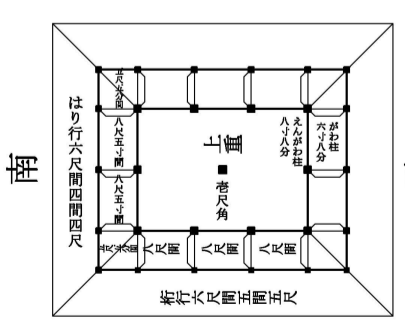 南
はり行六尺間四間四尺
八尺五寸間
八尺五寸間
上重
壱尺角
えんがわ柱
八寸八分
がわ柱
六寸八分
八尺間
八尺間
八尺間
桁行六尺間五間五尺